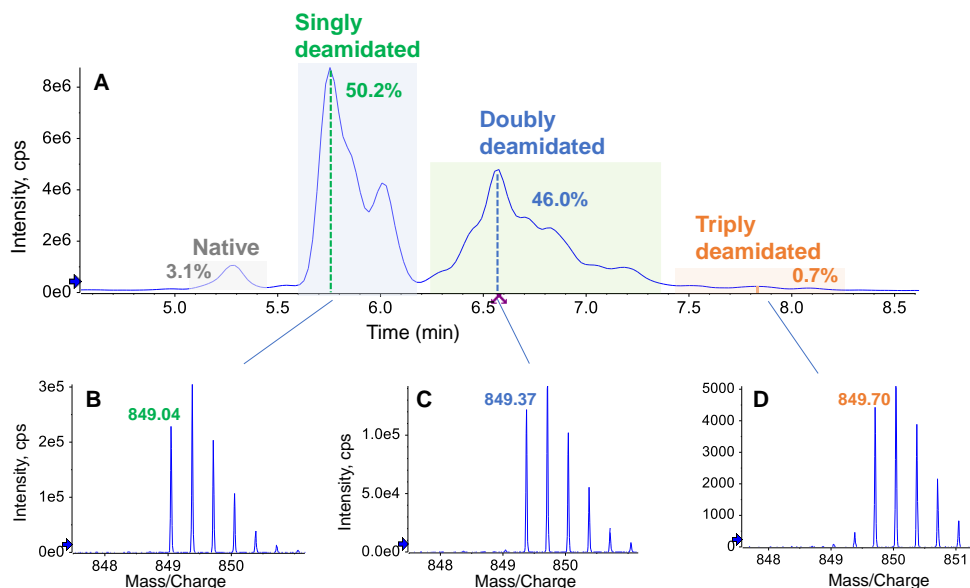 A
Singly
deamidated
50.2%
Doubly
deamidated
46.0%
Native
3.1%
Triply
deamidated
0.7%
Intensity, cps
8e6
6e6
4e6
2e6
0e0
5.0 5.5 6.0 6.5 7.0 7.5 8.0 8.5
Time (min)
B
849.04
Intensity, cps
3e5
2e5
1e5
0e0
848 849 850
Mass/Charge
C
849.37
Intensity, cps
1.0e5
5.0e4
0.0e0
848 849 850
Mass/Charge
D
849.70
5000
4000
3000
2000
1000
0
848 849 850 851
Mass/Charge